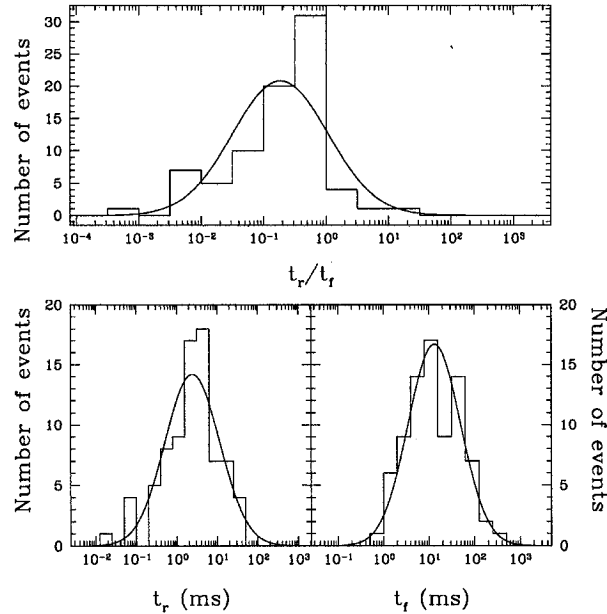 Number of events
30
25
20
15
10
5
0
10⁻⁴ 10⁻³ 10⁻² 10⁻¹ 10⁰ 10¹ 10² 10³
t_r/t_f
Number of events
20
15
10
5
0
10⁻² 10⁻¹ 10⁰ 10¹ 10² 10³
t_r (ms)
10⁻¹ 10⁰ 10¹ 10² 10³
t_f (ms)
20
15
10
5
0
Number of events